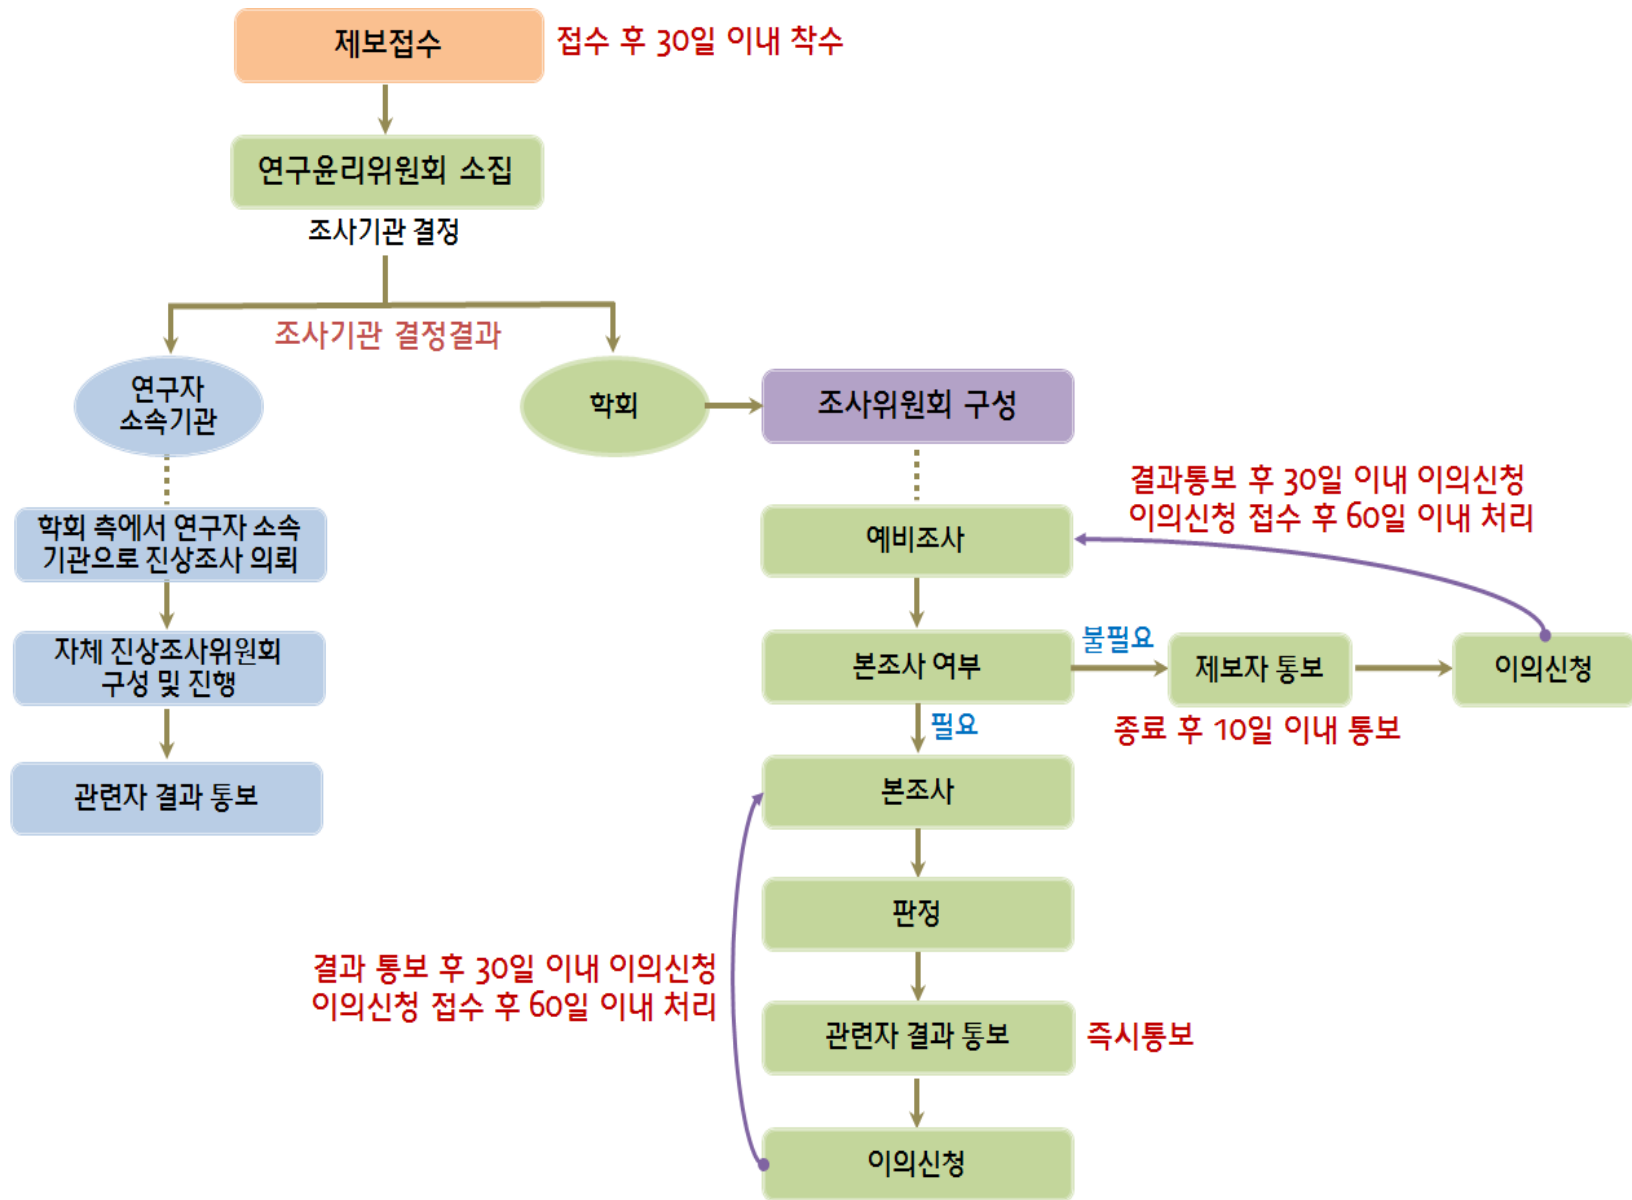 제보접수
접수 후 30일 이내 착수
연구윤리위원회 소집
조사기관 결정
조사기관 결정결과
연구자
소속기관
학회
조사위원회 구성
학회 측에서 연구자 소속
기관으로 진상조사 의뢰
자체 진상조사위원회
구성 및 진행
관련자 결과 통보
결과통보 후 30일 이내 이의신청
이의신청 접수 후 60일 이내 처리
예비조사
본조사 여부
불필요
제보자 통보
이의신청
종료 후 10일 이내 통보
필요
본조사
판정
결과 통보 후 30일 이내 이의신청
이의신청 접수 후 60일 이내 처리
관련자 결과 통보
즉시통보
이의신청